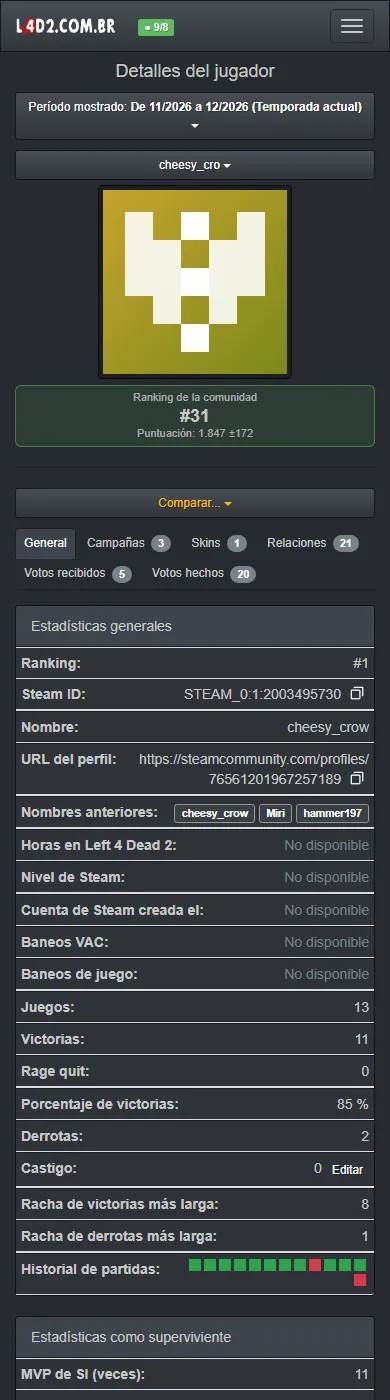 L4D2.COM.BR
● 9/8
Detalles del jugador
Período mostrado: De 11/2026 a 12/2026 (Temporada actual)
cheesy_cro
Ranking de la comunidad
#31
Puntuación: 1.847 ±172
Comparar...
General
Campañas 3
Skins 1
Relaciones 21
Votos recibidos 5
Votos hechos 20
Estadísticas generales
Ranking: #1
Steam ID: STEAM_0:1:2003495730
Nombre: cheesy_crow
URL del perfil: https://steamcommunity.com/profiles/
76561201967257189
Nombres anteriores: cheesy_crow Miri hammer197
Horas en Left 4 Dead 2: No disponible
Nivel de Steam: No disponible
Cuenta de Steam creada el: No disponible
Baneos VAC: No disponible
Baneos de juego: No disponible
Juegos: 13
Victorias: 11
Rage quit: 0
Porcentaje de victorias: 85 %
Derrotas: 2
Castigo: 0 Editar
Racha de victorias más larga: 8
Racha de derrotas más larga: 1
Historial de partidas:
Estadísticas como superviviente
MVP de SI (veces): 11